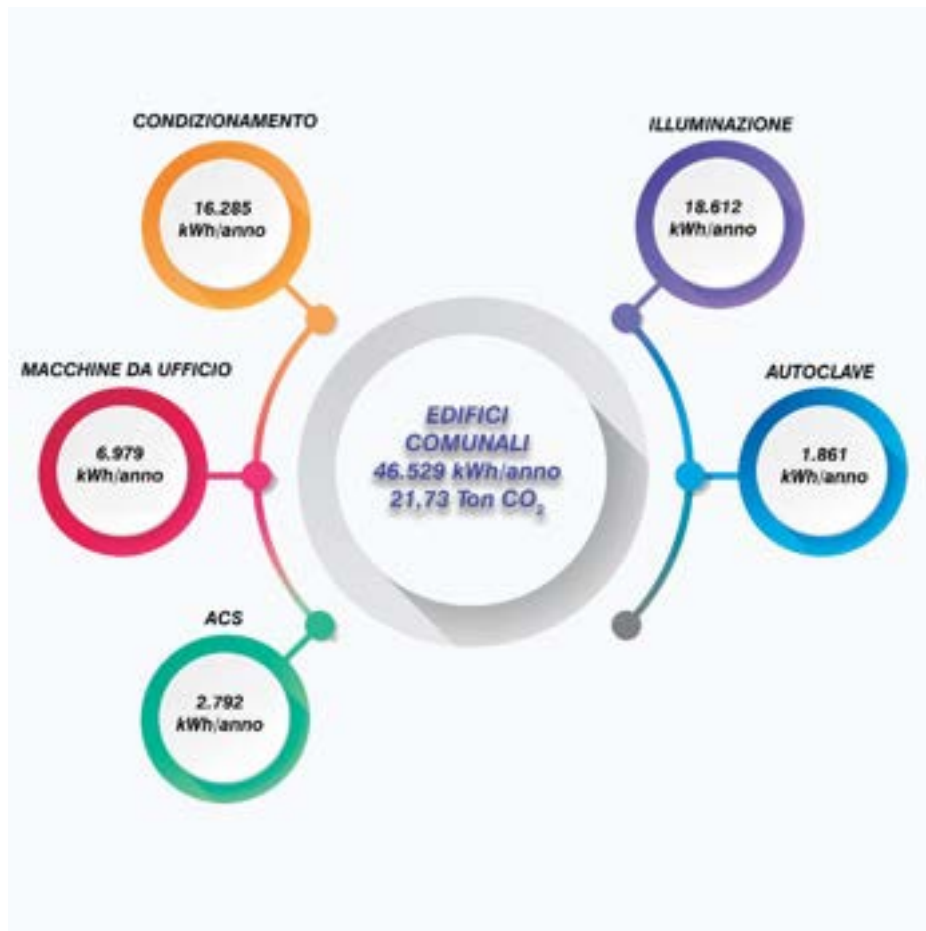 CONDIZIONAMENTO
16.285
kWh/anno
ILLUMINAZIONE
18.612
kWh/anno
MACCHINE DA UFFICIO
6.979
kWh/anno
EDIFICI
COMUNALI
46.529 kWh/anno
21,73 Ton CO₂
AUTOCLAVE
1.861
kWh/anno
ACS
2.792
kWh/anno